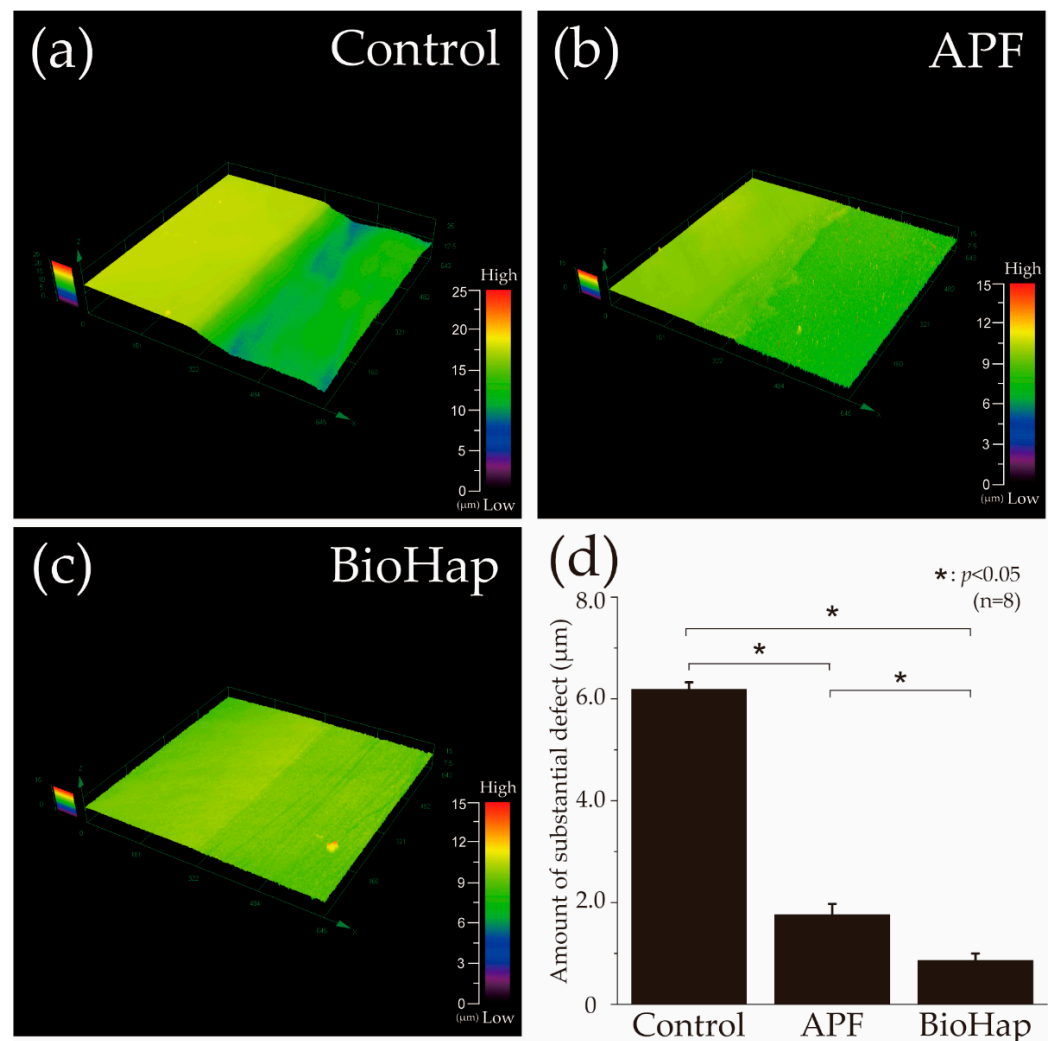 (a)
Control
High
25
20
15
10
5
0
(μm) Low
(b)
APF
High
15
12
9
6
3
0
(μm) Low
(c)
BioHap
High
15
12
9
6
3
0
(μm) Low
(d)
*: p<0.05
(n=8)
Amount of substantial defect (μm)
8.0
6.0
4.0
2.0
0
*
*
*
Control
APF
BioHap